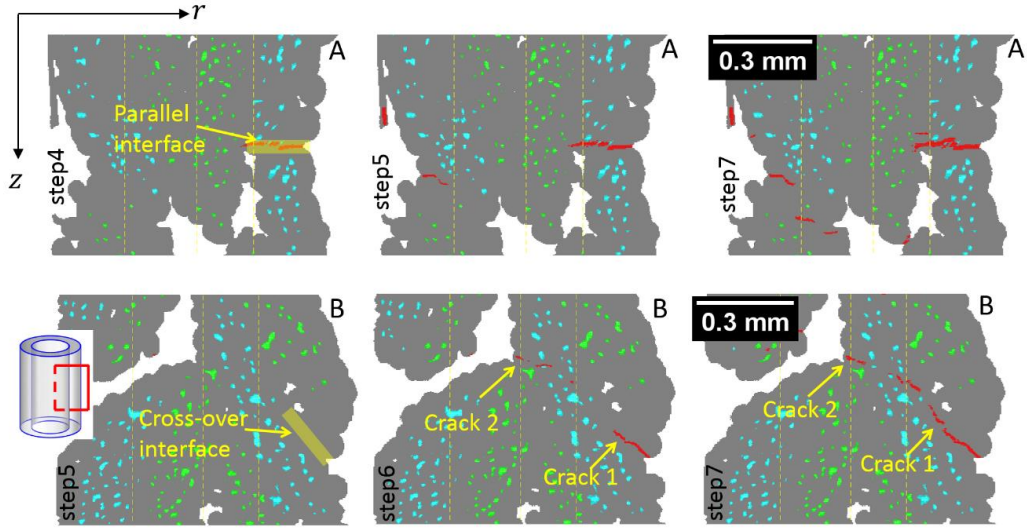 r
z
A
Parallel
interface
step4
A
step5
0.3 mm
A
step7
B
Cross-over
interface
step5
B
Crack 2
Crack 1
step6
0.3 mm
B
Crack 2
Crack 1
step7